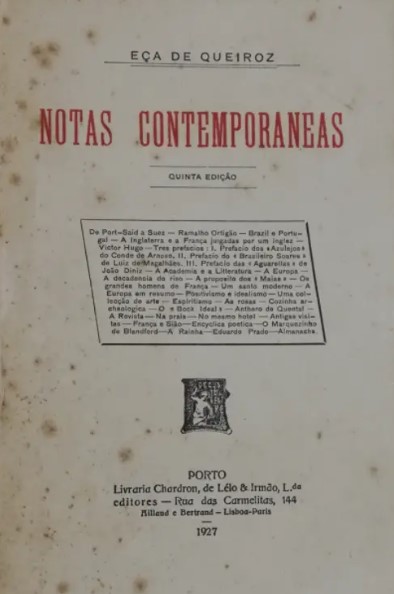 EÇA DE QUEIROZ
NOTAS CONTEMPORANEAS
QUINTA EDIÇÃO
De Port-Said a Suez — Ramalho Ortigão — Brazil e Portu-
gal — A Inglaterra e a França julgadas por um inglez —
Victor Hugo — Tres prefacios: I. Prefacio dos «Azulejos»
do Conde de Arnoso, II. Prefacio do «Brazileiro Soares»
de Luiz de Magalhães. III. Prefacio das «Aguarellas» de
João Diniz — A Academia e a Litteratura — A Europa —
A decadencia do riso — A proposito dos «Maias» — Os
grandes homens de França — Um santo moderno — A
Europa em resumo — Positivismo e idealismo — Uma col-
lecção de arte — Espiritismo — As rosas — Cozinha ar-
cheologica — O «Bock Ideal» — Anthero de Quental —
A Revista — Na praia — No mesmo hotel — Antigas visi-
tas — França e Sião — Encyclica poetica — O Marquezinho
de Blandford — A Rainha — Eduardo Prado — Almanachs.
PORTO
Livraria Chardron, de Lélo & Irmão, L.da
editores — Rua das Carmelitas, 144
Aillaud e Bertrand — Lisboa-Paris
1927